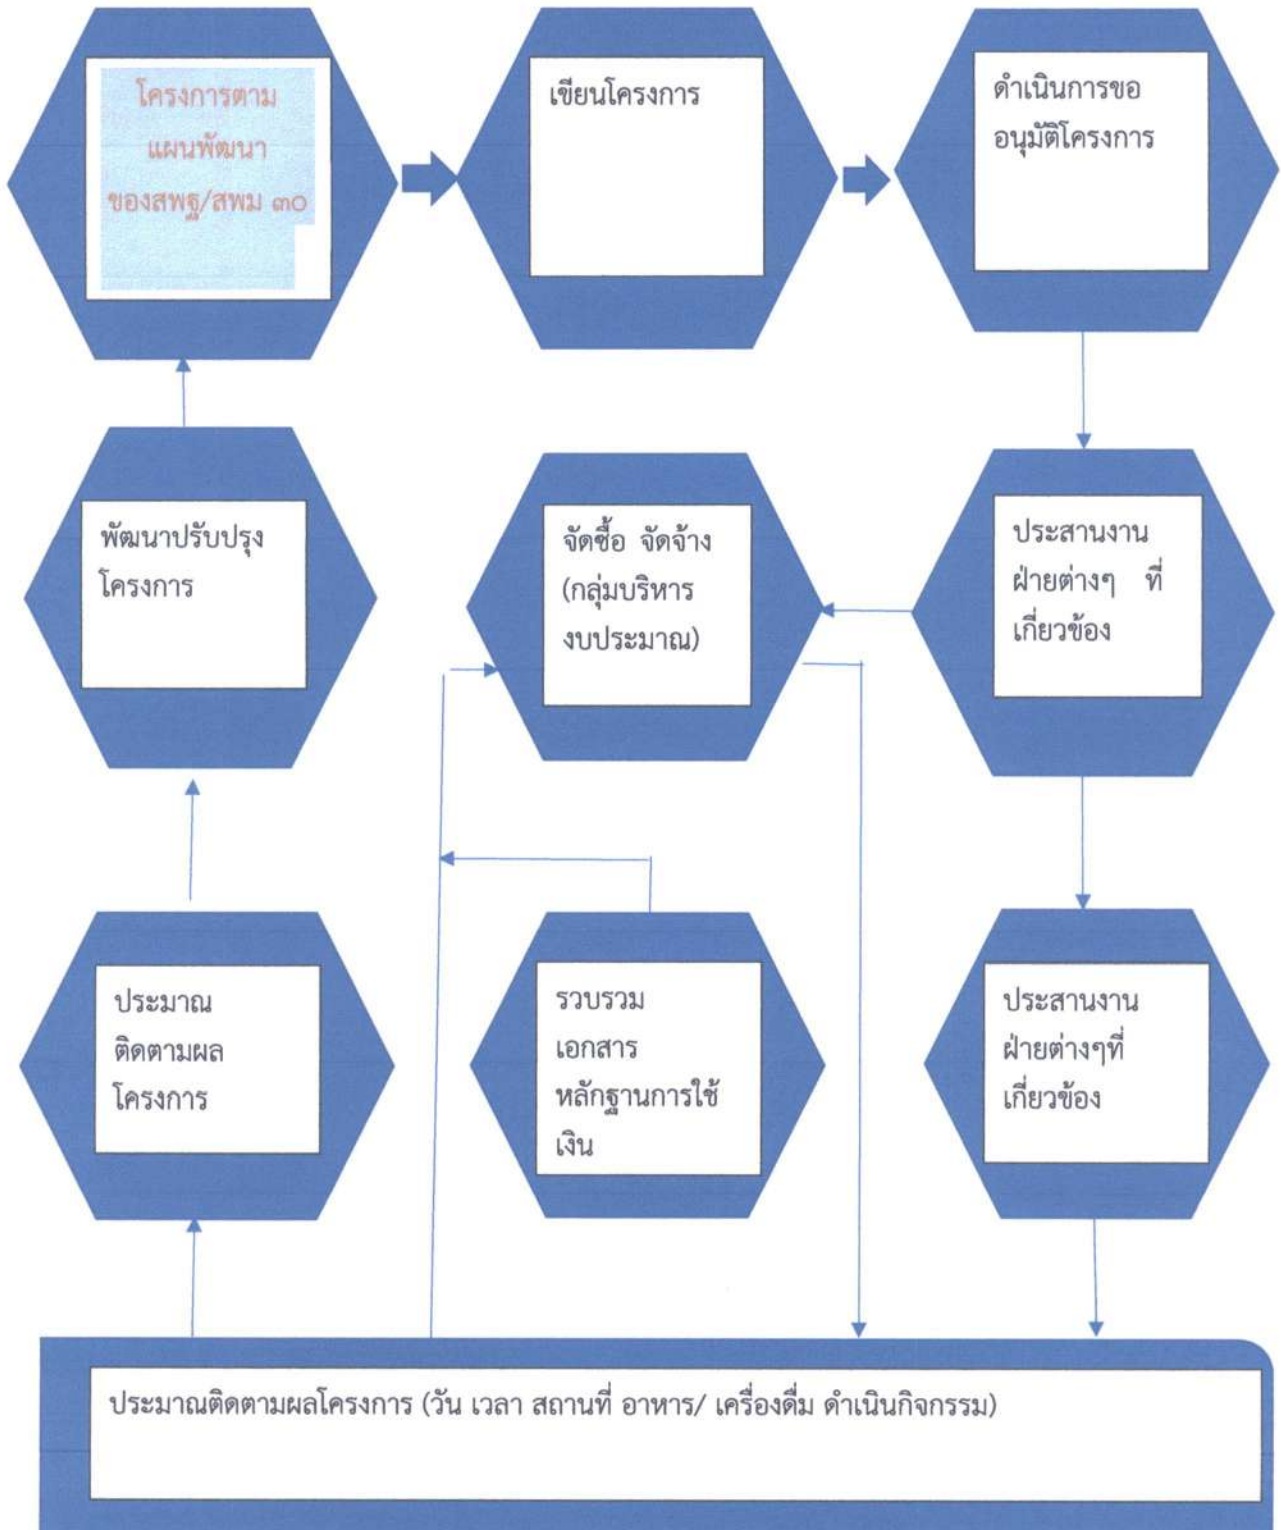 โครงการตาม
แผนพัฒนา
ของสพฐ/สพม ๓๐
เขียนโครงการ
ดำเนินการขอ
อนุมัติโครงการ
พัฒนาปรับปรุง
โครงการ
จัดซื้อ จัดจ้าง
(กลุ่มบริหาร
งบประมาณ)
ประสานงาน
ฝ่ายต่างๆ ที่
เกี่ยวข้อง
ประมาณ
ติดตามผล
โครงการ
รวบรวม
เอกสาร
หลักฐานการใช้
เงิน
ประสานงาน
ฝ่ายต่างๆที่
เกี่ยวข้อง
ประมาณติดตามผลโครงการ (วัน เวลา สถานที่ อาหาร/ เครื่องดื่ม ดำเนินกิจกรรม)